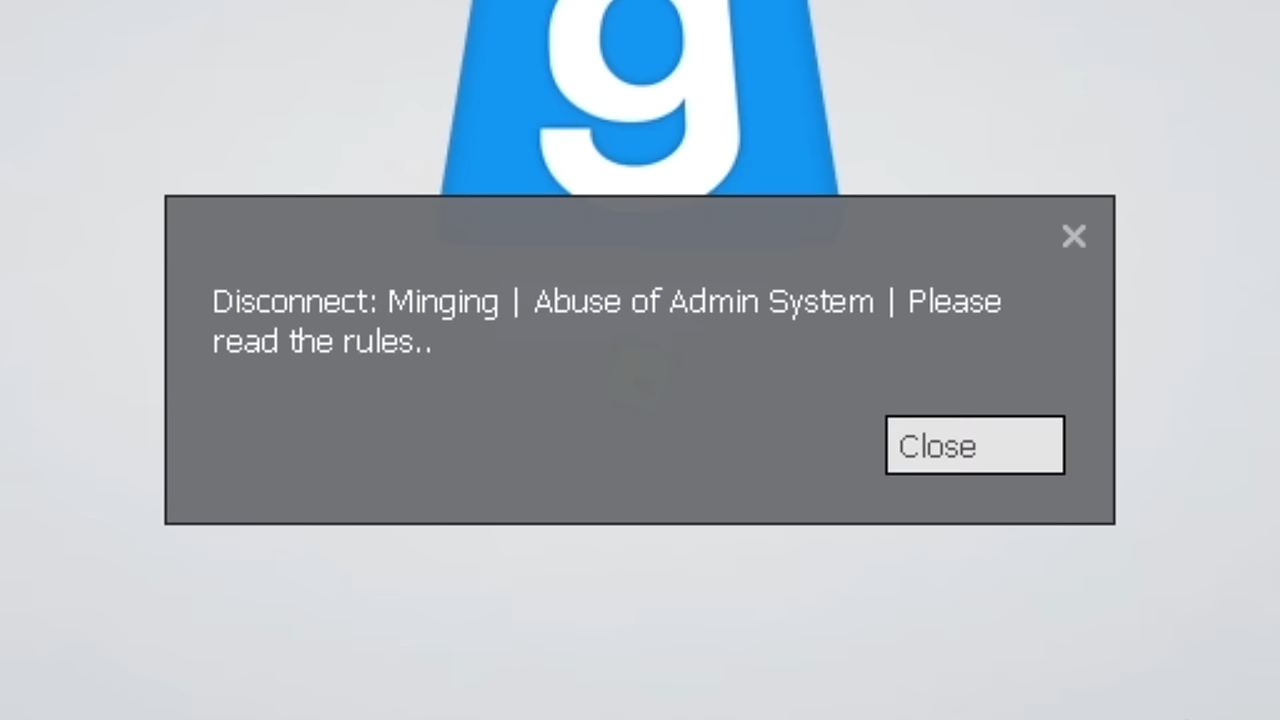 g
Disconnect: Minging | Abuse of Admin System | Please
read the rules..
Close